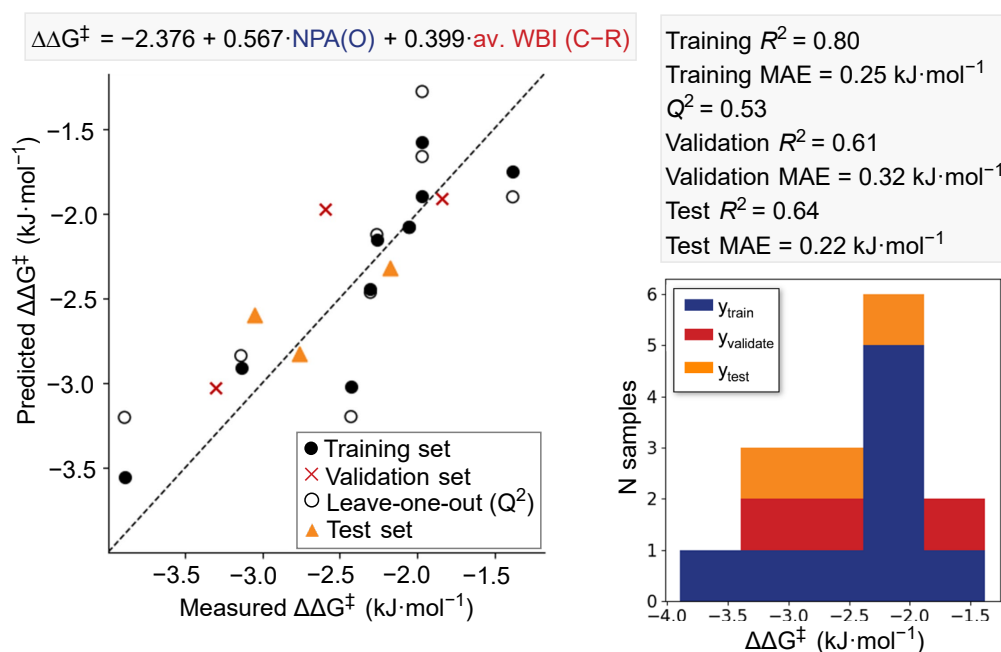 ΔΔG‡ = −2.376 + 0.567·NPA(O) + 0.399·av. WBI (C−R)
Predicted ΔΔG‡ (kJ·mol−1)
−1.5
−2.0
−2.5
−3.0
−3.5
Training set
Validation set
Leave-one-out (Q2)
Test set
−3.5 −3.0 −2.5 −2.0 −1.5
Measured ΔΔG‡ (kJ·mol−1)
Training R2 = 0.80
Training MAE = 0.25 kJ·mol−1
Q2 = 0.53
Validation R2 = 0.61
Validation MAE = 0.32 kJ·mol−1
Test R2 = 0.64
Test MAE = 0.22 kJ·mol−1
N samples
6
5
4
3
2
1
0
ytrain
yvalidate
ytest
−4.0 −3.5 −3.0 −2.5 −2.0 −1.5
ΔΔG‡ (kJ·mol−1)